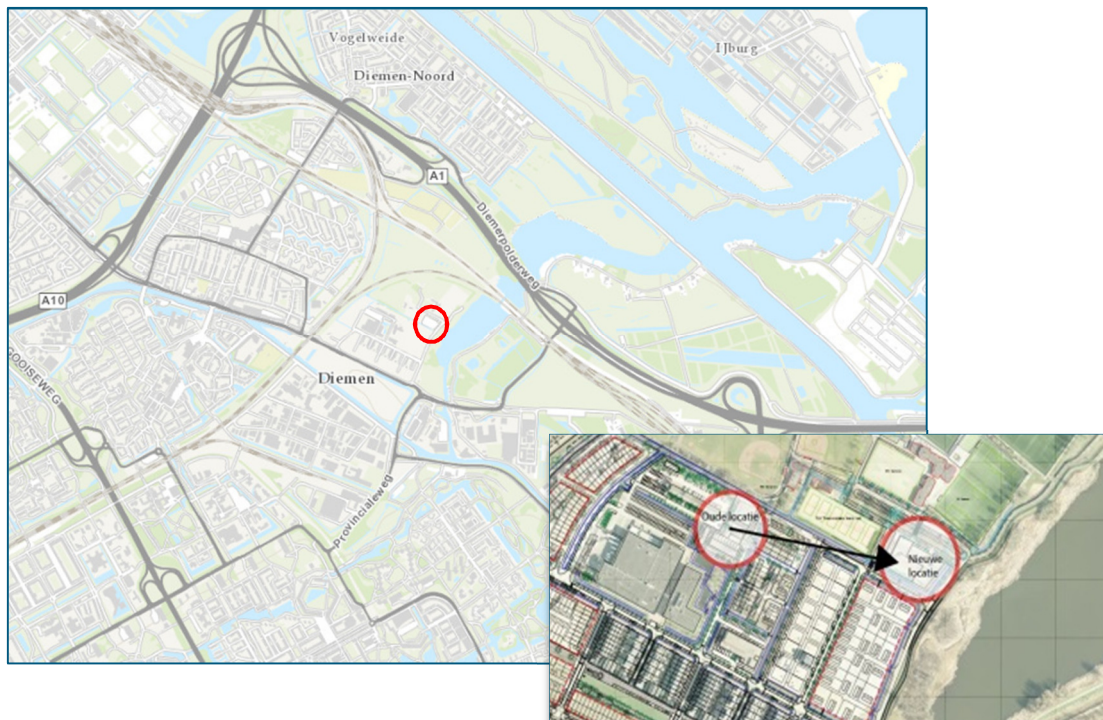 Vogelweide
IJburg
Diemen-Noord
A1
Diemerpolderweg
A10
GOOISEWEG
Diemen
Provincialeweg
Oude locatie
Nieuwe
locatie